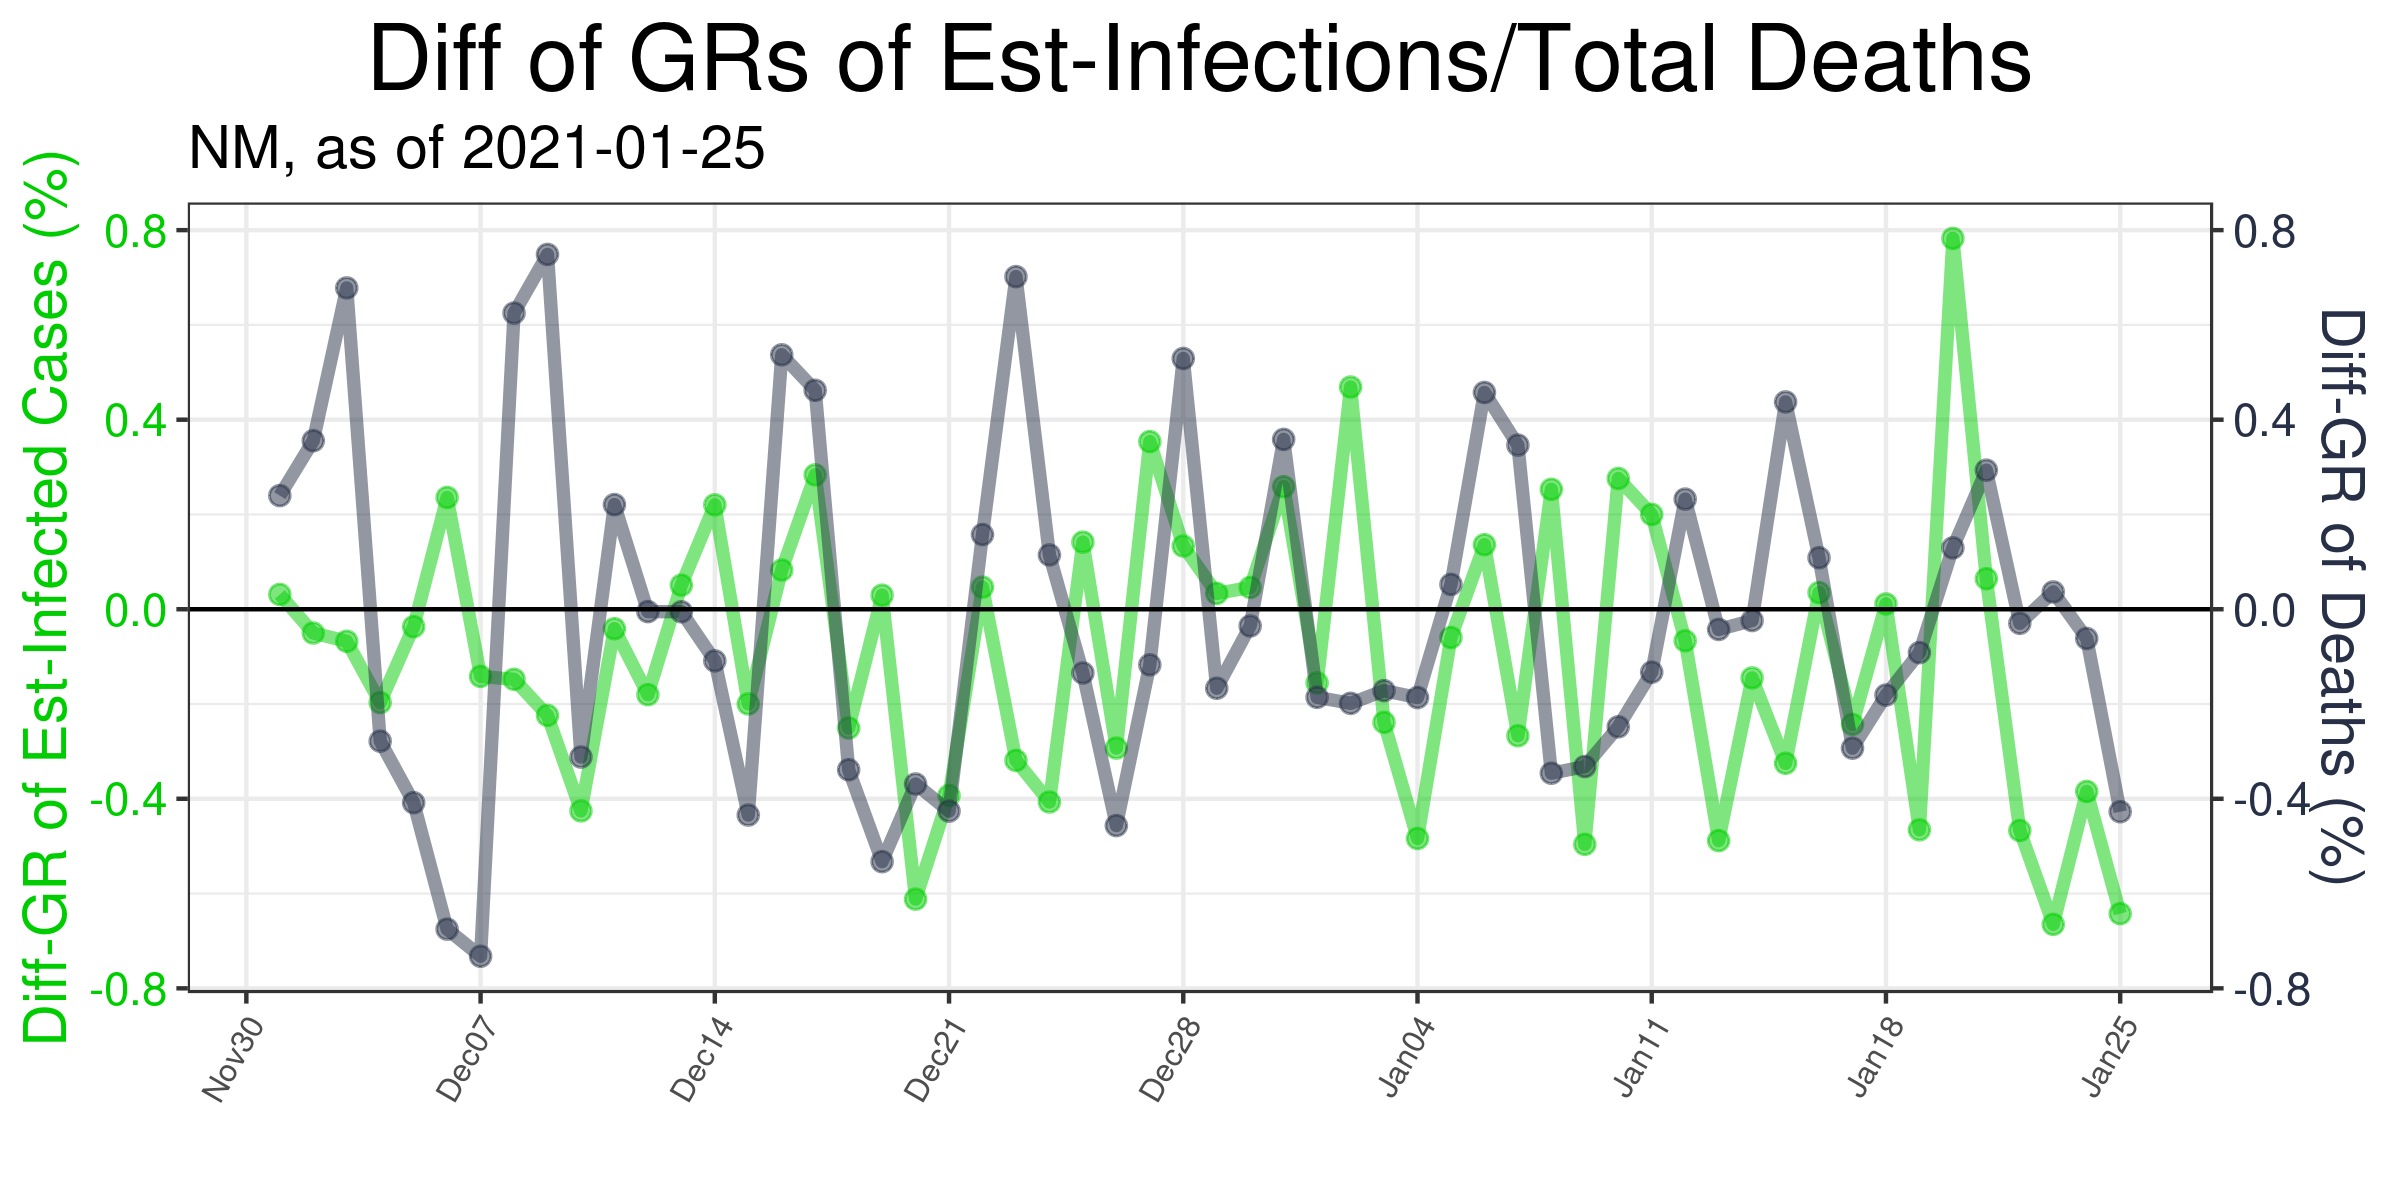 Diff of GRs of Est-Infections/Total Deaths
NM, as of 2021-01-25
Diff-GR of Est-Infected Cases (%)
0.8
0.4
0.0
-0.4
-0.8
0.8
0.4
0.0
-0.4
-0.8
Diff-GR of Deaths (%)
Nov30
Dec07
Dec14
Dec21
Dec28
Jan04
Jan11
Jan18
Jan25